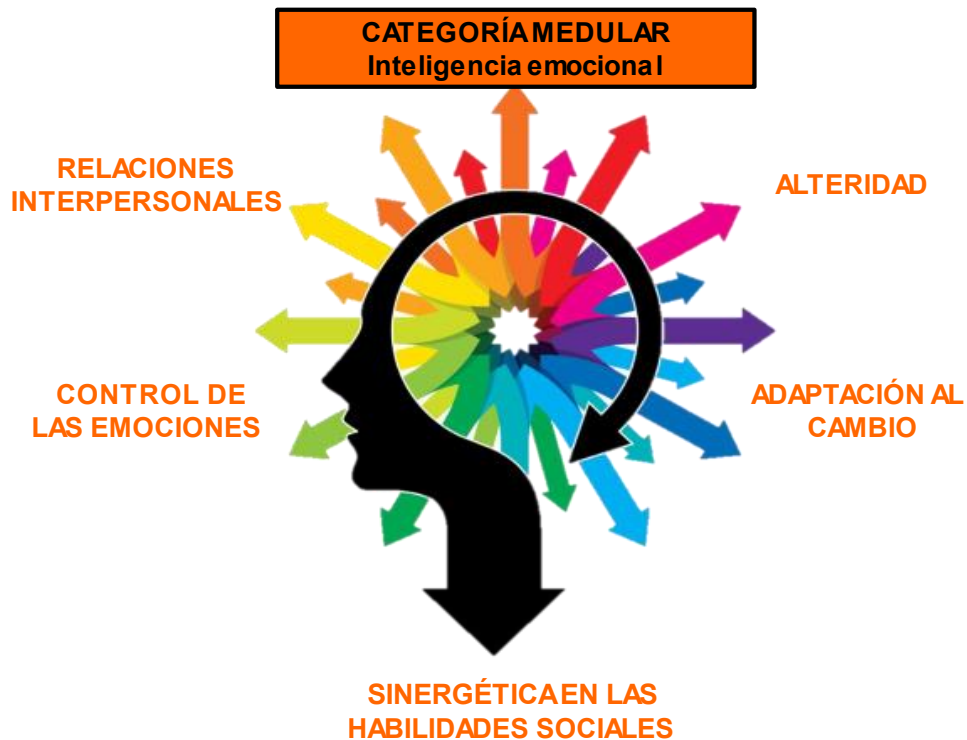 CATEGORÍA MEDULAR
Inteligencia emocional
RELACIONES
INTERPERSONALES
ALTERIDAD
CONTROL DE
LAS EMOCIONES
ADAPTACIÓN AL
CAMBIO
SINERGÉTICA EN LAS
HABILIDADES SOCIALES